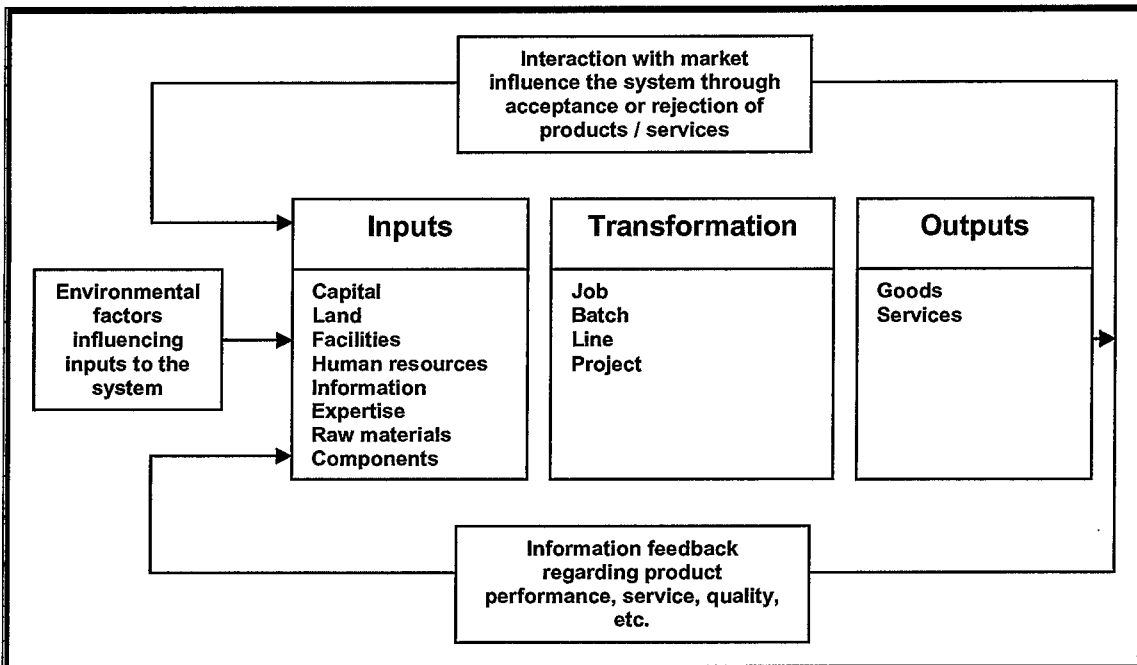 Interaction with market
influence the system through
acceptance or rejection of
products / services
Inputs
Transformation
Outputs
Environmental
factors
influencing
inputs to the
system
Capital
Land
Facilities
Human resources
Information
Expertise
Raw materials
Components
Job
Batch
Line
Project
Goods
Services
Information feedback
regarding product
performance, service, quality,
etc.